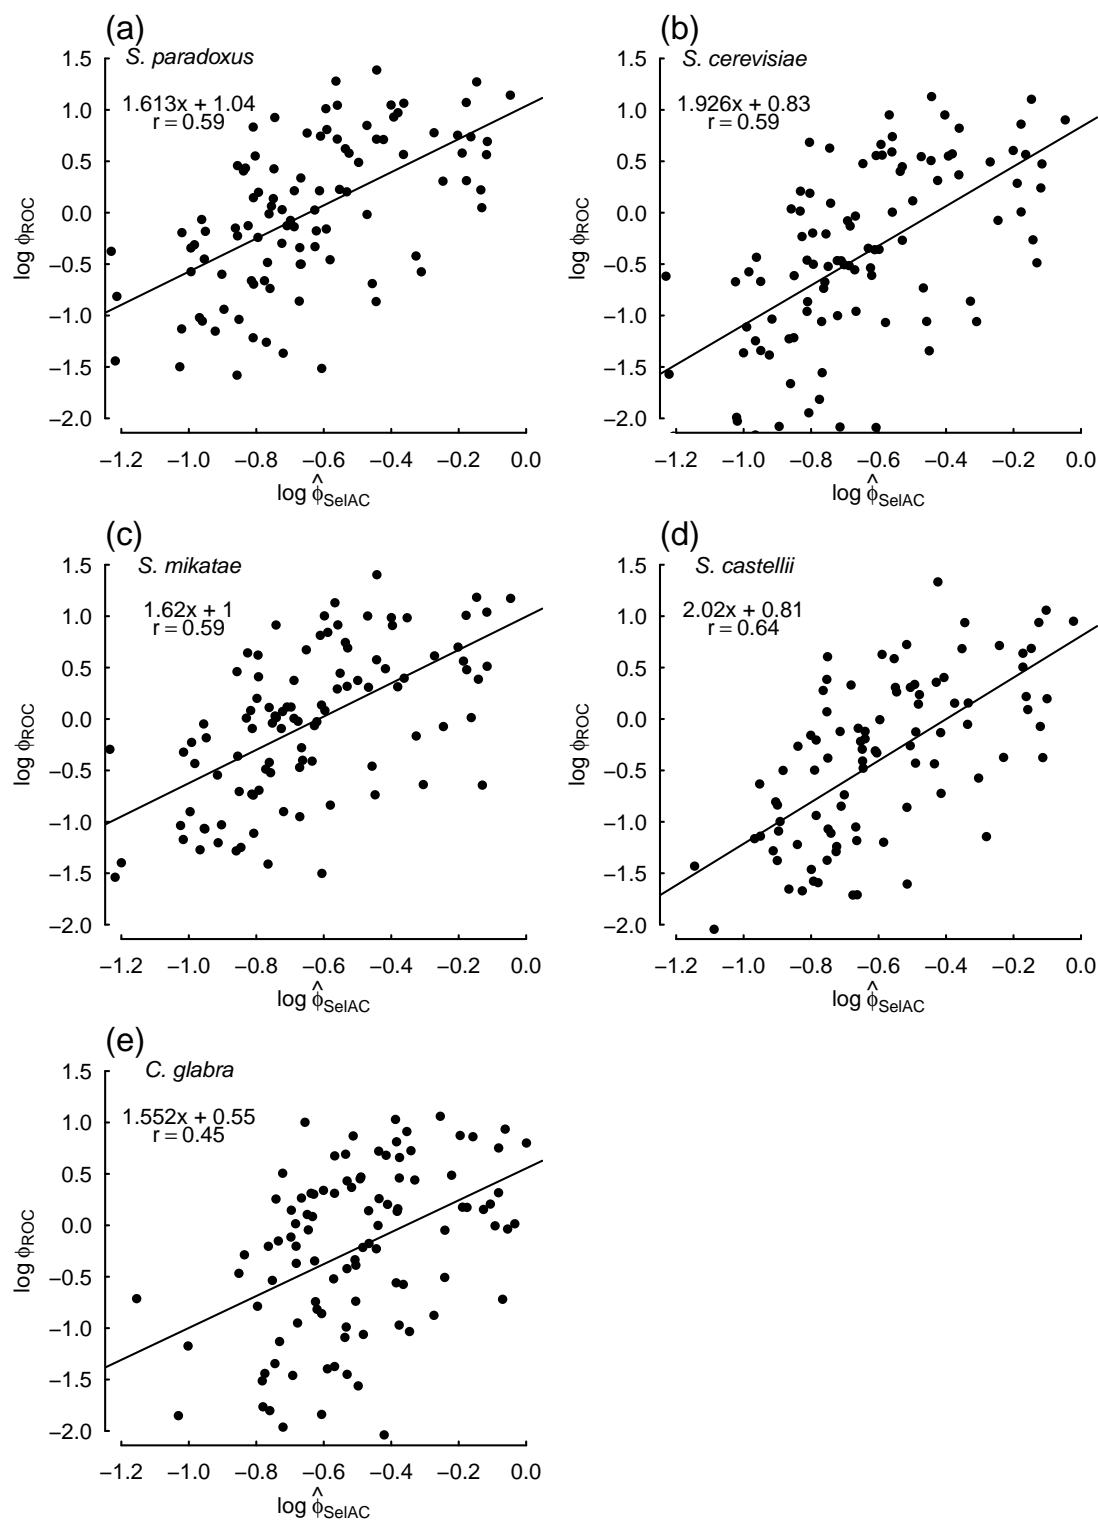 (a)
S. paradoxus
1.613x + 1.04
r = 0.59
1.5
1.0
0.5
0.0
−0.5
−1.0
−1.5
−2.0
log ϕROC
−1.2 −1.0 −0.8 −0.6 −0.4 −0.2 0.0
log ϕ̂SelAC
(b)
S. cerevisiae
1.926x + 0.83
r = 0.59
1.5
1.0
0.5
0.0
−0.5
−1.0
−1.5
−2.0
log ϕROC
−1.2 −1.0 −0.8 −0.6 −0.4 −0.2 0.0
log ϕ̂SelAC
(c)
S. mikatae
1.62x + 1
r = 0.59
1.5
1.0
0.5
0.0
−0.5
−1.0
−1.5
−2.0
log ϕROC
−1.2 −1.0 −0.8 −0.6 −0.4 −0.2 0.0
log ϕ̂SelAC
(d)
S. castellii
2.02x + 0.81
r = 0.64
1.5
1.0
0.5
0.0
−0.5
−1.0
−1.5
−2.0
log ϕROC
−1.2 −1.0 −0.8 −0.6 −0.4 −0.2 0.0
log ϕ̂SelAC
(e)
C. glabra
1.552x + 0.55
r = 0.45
1.5
1.0
0.5
0.0
−0.5
−1.0
−1.5
−2.0
log ϕROC
−1.2 −1.0 −0.8 −0.6 −0.4 −0.2 0.0
log ϕ̂SelAC